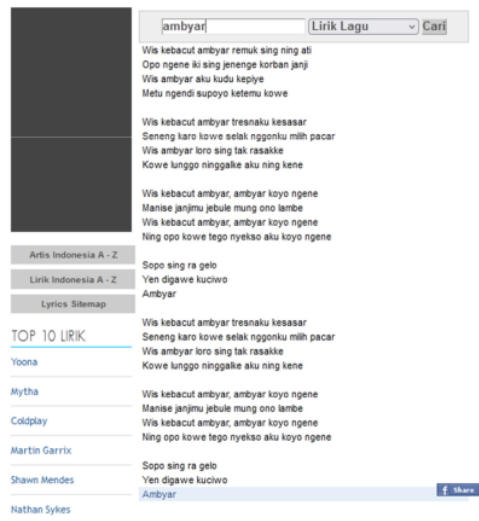 ambyar
Lirik Lagu
Cari
Wis kebacut ambyar remuk sing ning ati
Opo ngene iki sing jenenge korban janji
Wis ambyar aku kudu kepiye
Metu ngendi supoyo ketemu kowe
Wis kebacut ambyar tresnaku kesasar
Seneng karo kowe selak nggonku milih pacar
Wis ambyar loro sing tak rasakke
Kowe lunggo ninggalke aku ning kene
Wis kebacut ambyar, ambyar koyo ngene
Manise janjimu jebule mung ono lambe
Wis kebacut ambyar, ambyar koyo ngene
Ning opo kowe tego nyekso aku koyo ngene
Sopo sing ra gelo
Yen digawe kuciwo
Ambyar
Wis kebacut ambyar tresnaku kesasar
Seneng karo kowe selak nggonku milih pacar
Wis ambyar loro sing tak rasakke
Kowe lunggo ninggalke aku ning kene
Wis kebacut ambyar, ambyar koyo ngene
Manise janjimu jebule mung ono lambe
Wis kebacut ambyar, ambyar koyo ngene
Ning opo kowe tego nyekso aku koyo ngene
Sopo sing ra gelo
Yen digawe kuciwo
Ambyar
Artis Indonesia A - Z
Lirik Indonesia A - Z
Lyrics Sitemap
TOP 10 LIRIK
Yoona
Mytha
Coldplay
Martin Garrix
Shawn Mendes
Nathan Sykes
f Share